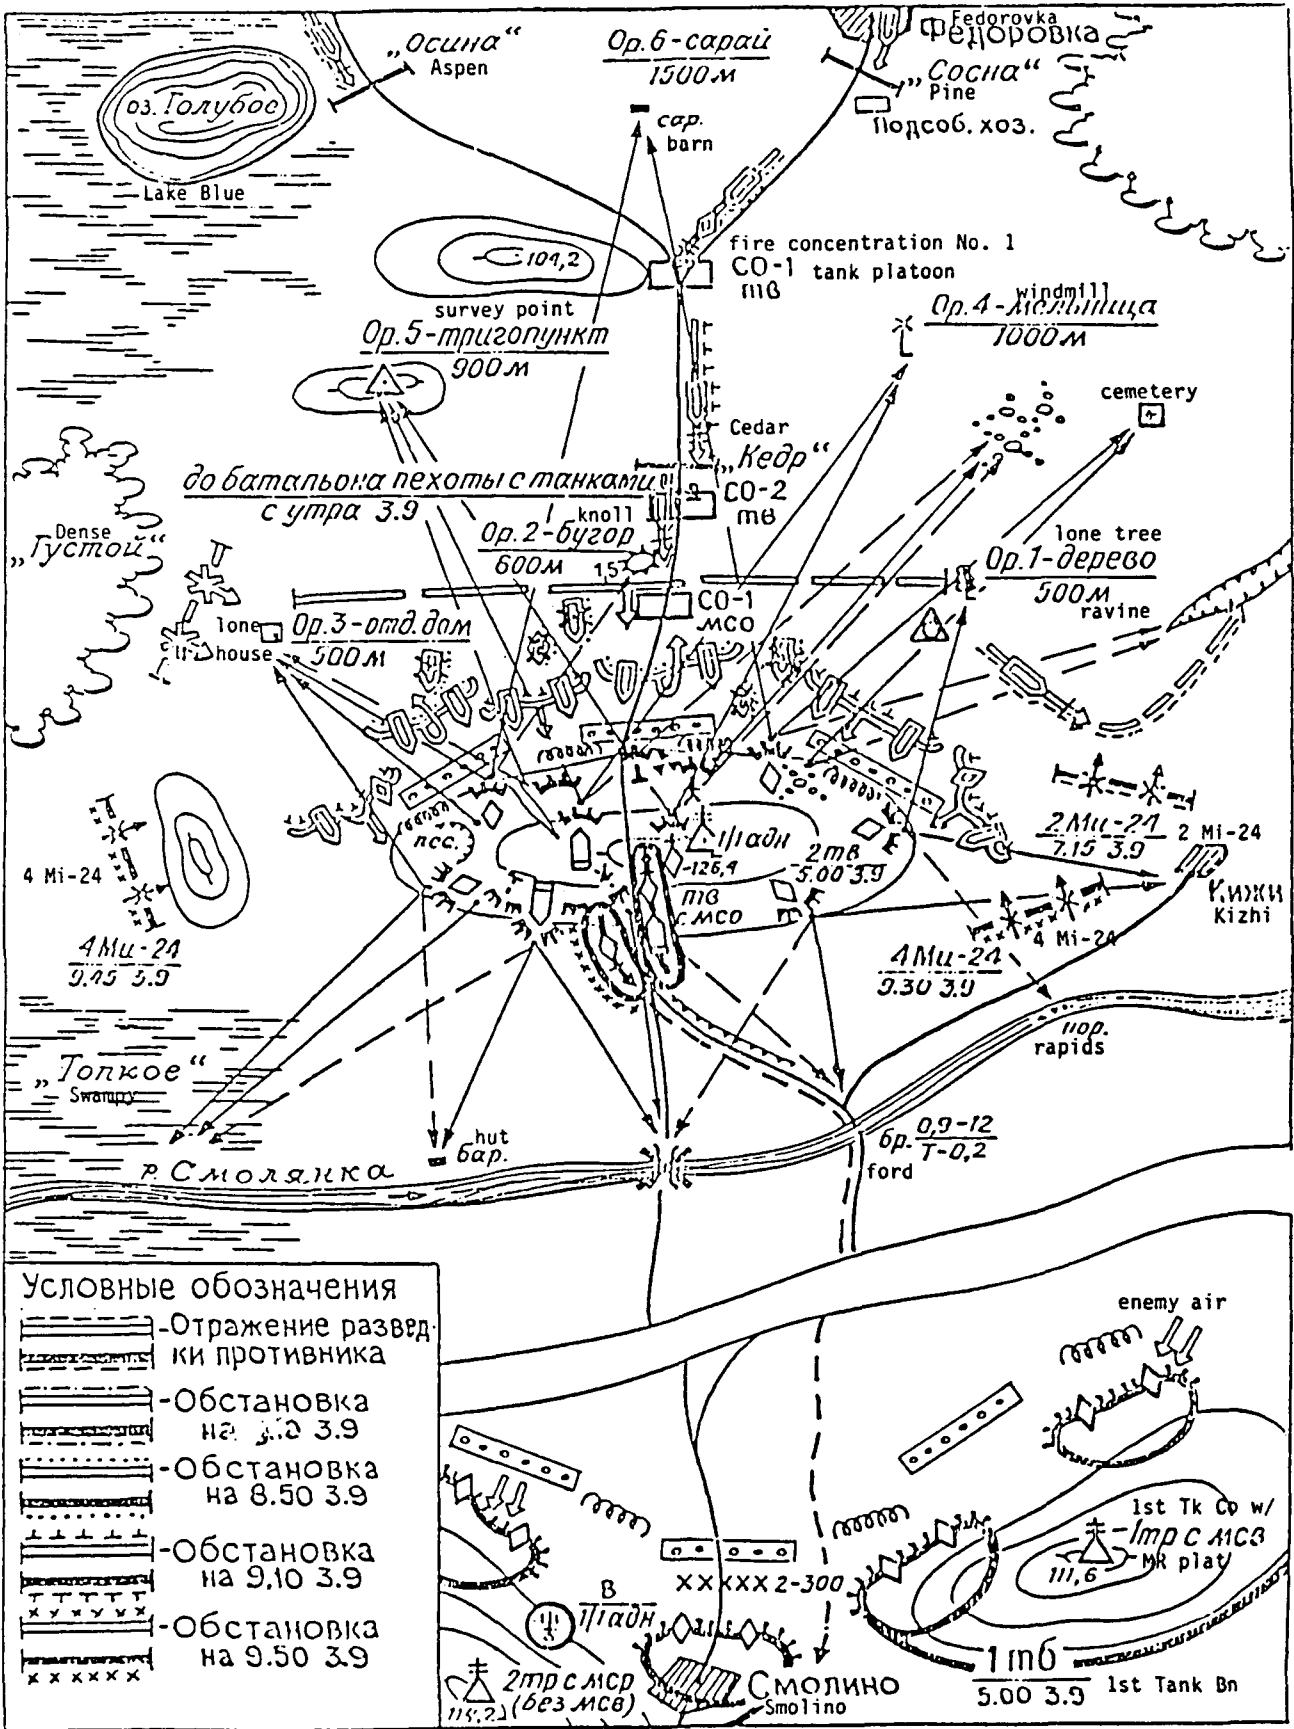 Fedorovka
Федоровка
„Осина“
Aspen
Ор.6-сарай
1500м
„Сосна“
Pine
Подсоб. хоз.
оз. Голубое
Lake Blue
сар.
barn
104,2
fire concentration No. 1
СО-1 tank platoon
тв
survey point
Ор.5-тригопункт
900м
windmill
Ор.4-мельница
1000м
cemetery
Cedar
„Кедр“
до батальона пехоты с танками
с утра 3.9
СО-2
тв
„Густой“
Dense
knoll
Ор.2-бугор
600м
1,5
lone tree
Ор.1-дерево
500м
ravine
СО-1
мсо
lone
house
Ор.3-отд.дом
500м
пес.
1/1адн
126,4
2тв
5.00 3.9
тв
с мсо
2Ми-24
7.15 3.9
2 Mi-24
Кижи
Kizhi
4 Mi-24
4Ми-24
9.45 3.9
4 Mi-24
4Ми-24
9.30 3.9
пор.
rapids
„Топкое“
Swampy
hut
бар.
р. Смолянка
бр. 0,9-12
Т-0,2
ford
Условные обозначения
-Отражение развед-
ки противника
-Обстановка
на 3.9
-Обстановка
на 8.50 3.9
-Обстановка
на 9.10 3.9
-Обстановка
на 9.50 3.9
enemy air
1st Tk Co w/
1тр с мсв
MR plat
111,6
2-300
В
1/1адн
2тр с мср
(без мсв)
Смолино
Smolino
1тб
5.00 3.9
1st Tank Bn